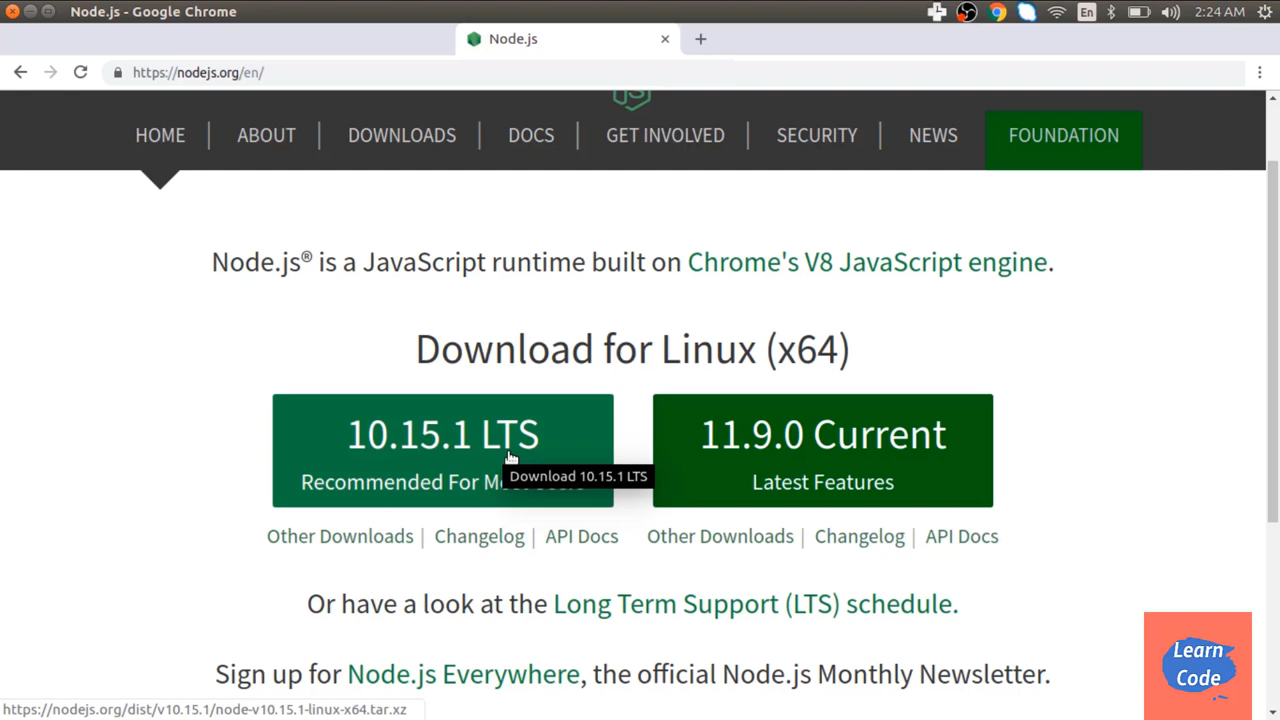 Node.js - Google Chrome
En
2:24 AM
Node.js
https://nodejs.org/en/
JS
HOME | ABOUT | DOWNLOADS | DOCS | GET INVOLVED | SECURITY | NEWS
FOUNDATION
Node.js® is a JavaScript runtime built on Chrome's V8 JavaScript engine.
Download for Linux (x64)
10.15.1 LTS
Recommended For
Download 10.15.1 LTS
11.9.0 Current
Latest Features
Other Downloads | Changelog | API Docs
Other Downloads | Changelog | API Docs
Or have a look at the Long Term Support (LTS) schedule.
Sign up for Node.js Everywhere, the official Node.js Monthly Newsletter.
Learn
Code
https://nodejs.org/dist/v10.15.1/node-v10.15.1-linux-x64.tar.xz